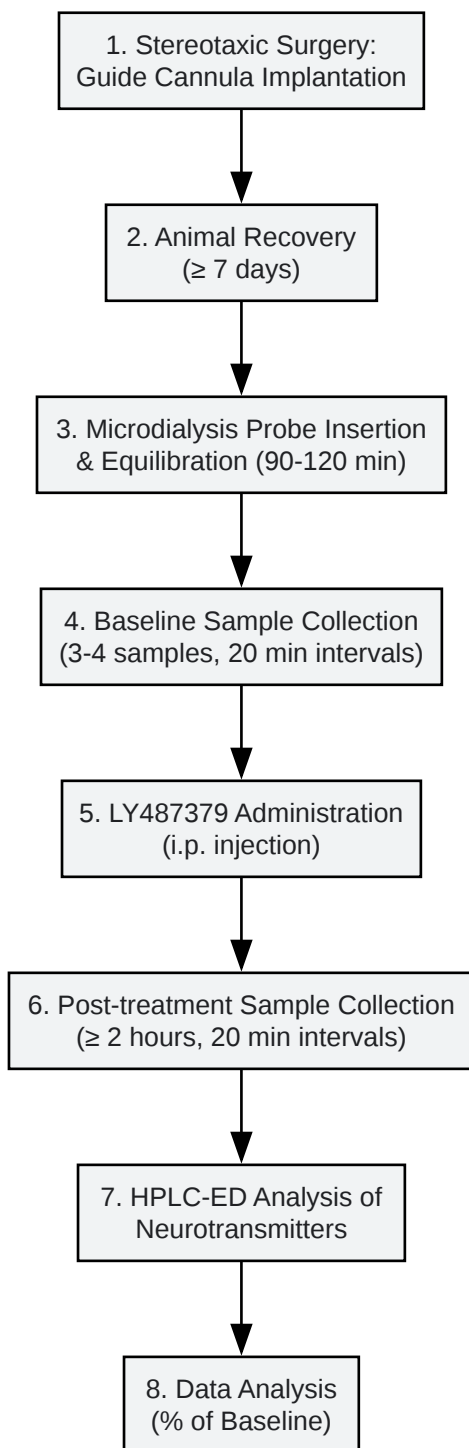 1. Stereotaxic Surgery:
Guide Cannula Implantation
2. Animal Recovery
(≥ 7 days)
3. Microdialysis Probe Insertion
& Equilibration (90-120 min)
4. Baseline Sample Collection
(3-4 samples, 20 min intervals)
5. LY487379 Administration
(i.p. injection)
6. Post-treatment Sample Collection
(≥ 2 hours, 20 min intervals)
7. HPLC-ED Analysis of
Neurotransmitters
8. Data Analysis
(% of Baseline)